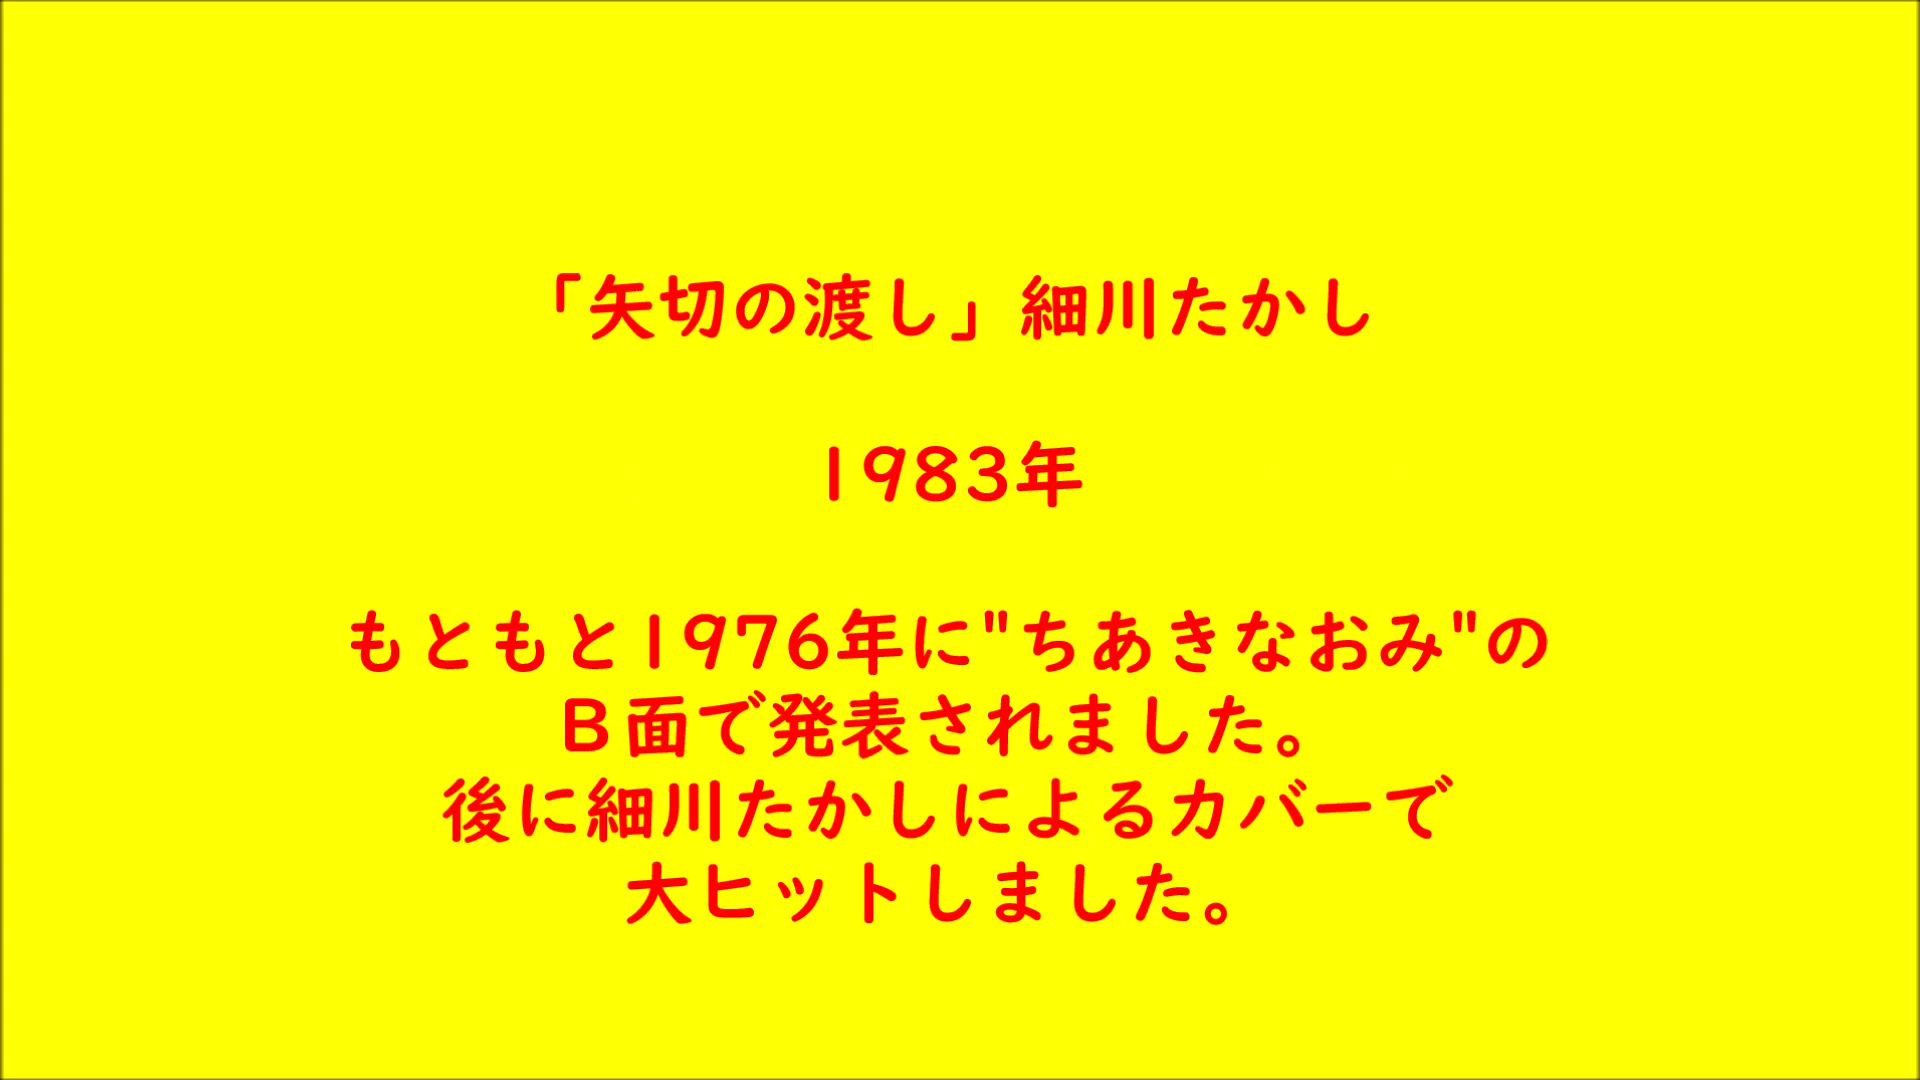 「矢切の渡し」細川たかし
1983年
もともと1976年に"ちあきなおみ"の
B面で発表されました。
後に細川たかしによるカバーで
大ヒットしました。